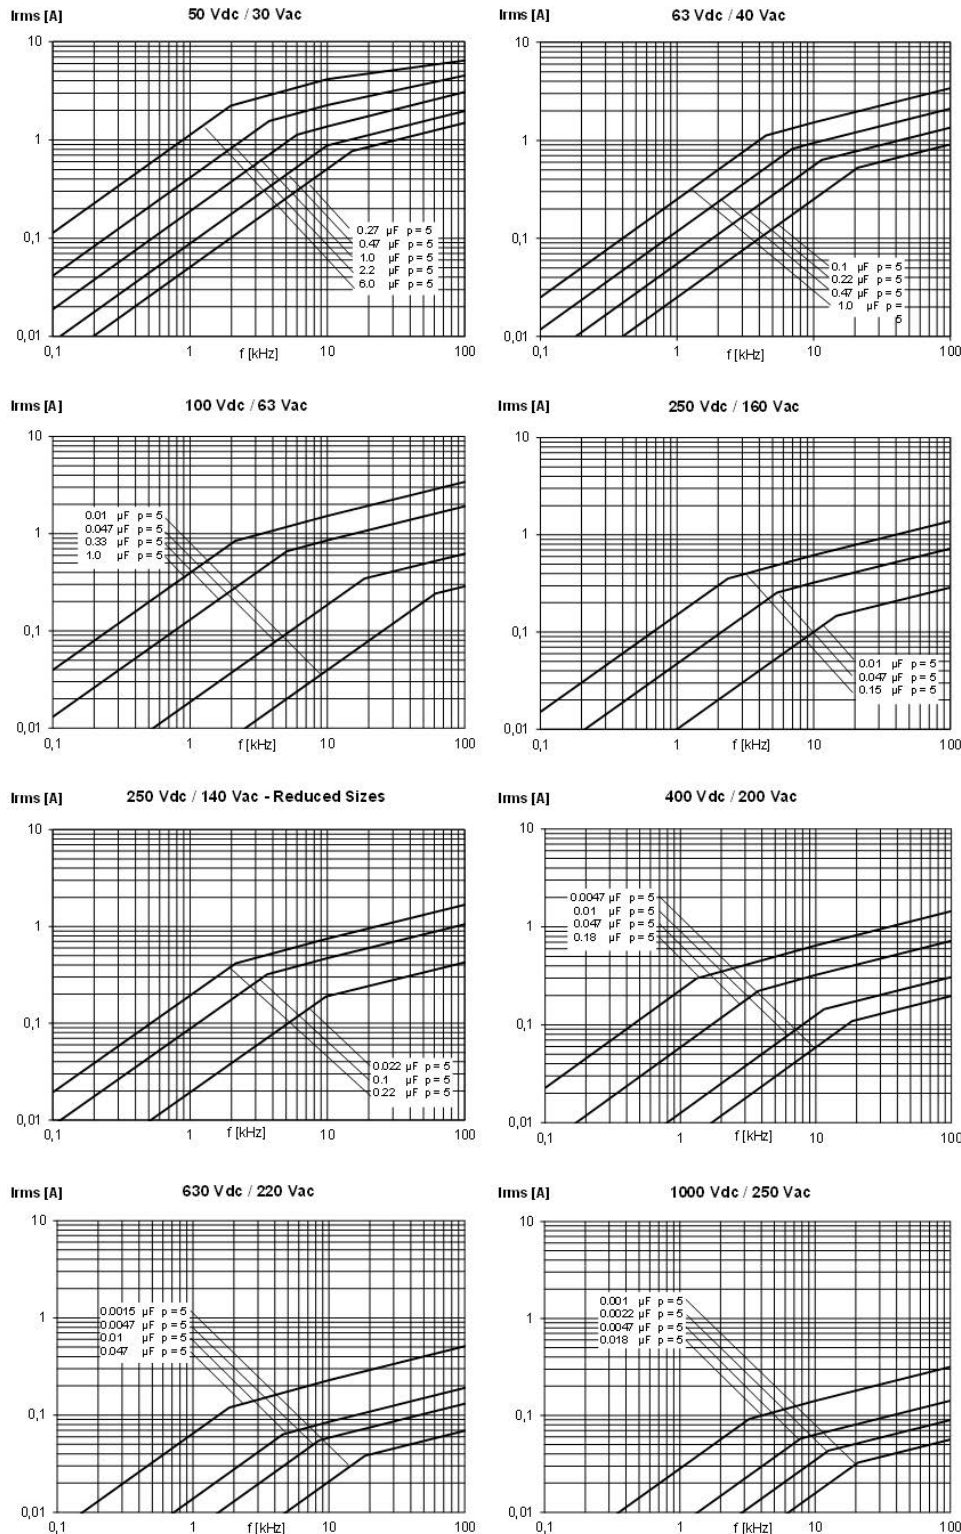 Irms [A]
50 Vdc / 30 Vac
10
1
0,1
0,01
0.27 µF p = 5
0.47 µF p = 5
1.0 µF p = 5
2.2 µF p = 5
6.0 µF p = 5
0,1
1
f [kHz]
10
100
Irms [A]
63 Vdc / 40 Vac
10
1
0,1
0,01
0.1 µF p = 5
0.22 µF p = 5
0.47 µF p = 5
1.0 µF p =
5
0,1
1
f [kHz]
10
100
Irms [A]
100 Vdc / 63 Vac
10
1
0,1
0,01
0.01 µF p = 5
0.047 µF p = 5
0.33 µF p = 5
1.0 µF p = 5
0,1
1
f [kHz]
10
100
Irms [A]
250 Vdc / 160 Vac
10
1
0,1
0,01
0.01 µF p = 5
0.047 µF p = 5
0.15 µF p = 5
0,1
1
f [kHz]
10
100
Irms [A]
250 Vdc / 140 Vac - Reduced Sizes
10
1
0,1
0,01
0.022 µF p = 5
0.1 µF p = 5
0.22 µF p = 5
0,1
1
f [kHz]
10
100
Irms [A]
400 Vdc / 200 Vac
10
1
0,1
0,01
0.0047 µF p = 5
0.01 µF p = 5
0.047 µF p = 5
0.18 µF p = 5
0,1
1
f [kHz]
10
100
Irms [A]
630 Vdc / 220 Vac
10
1
0,1
0,01
0.0015 µF p = 5
0.0047 µF p = 5
0.01 µF p = 5
0.047 µF p = 5
0,1
1
f [kHz]
10
100
Irms [A]
1000 Vdc / 250 Vac
10
1
0,1
0,01
0.001 µF p = 5
0.0022 µF p = 5
0.0047 µF p = 5
0.018 µF p = 5
0,1
1
f [kHz]
10
100